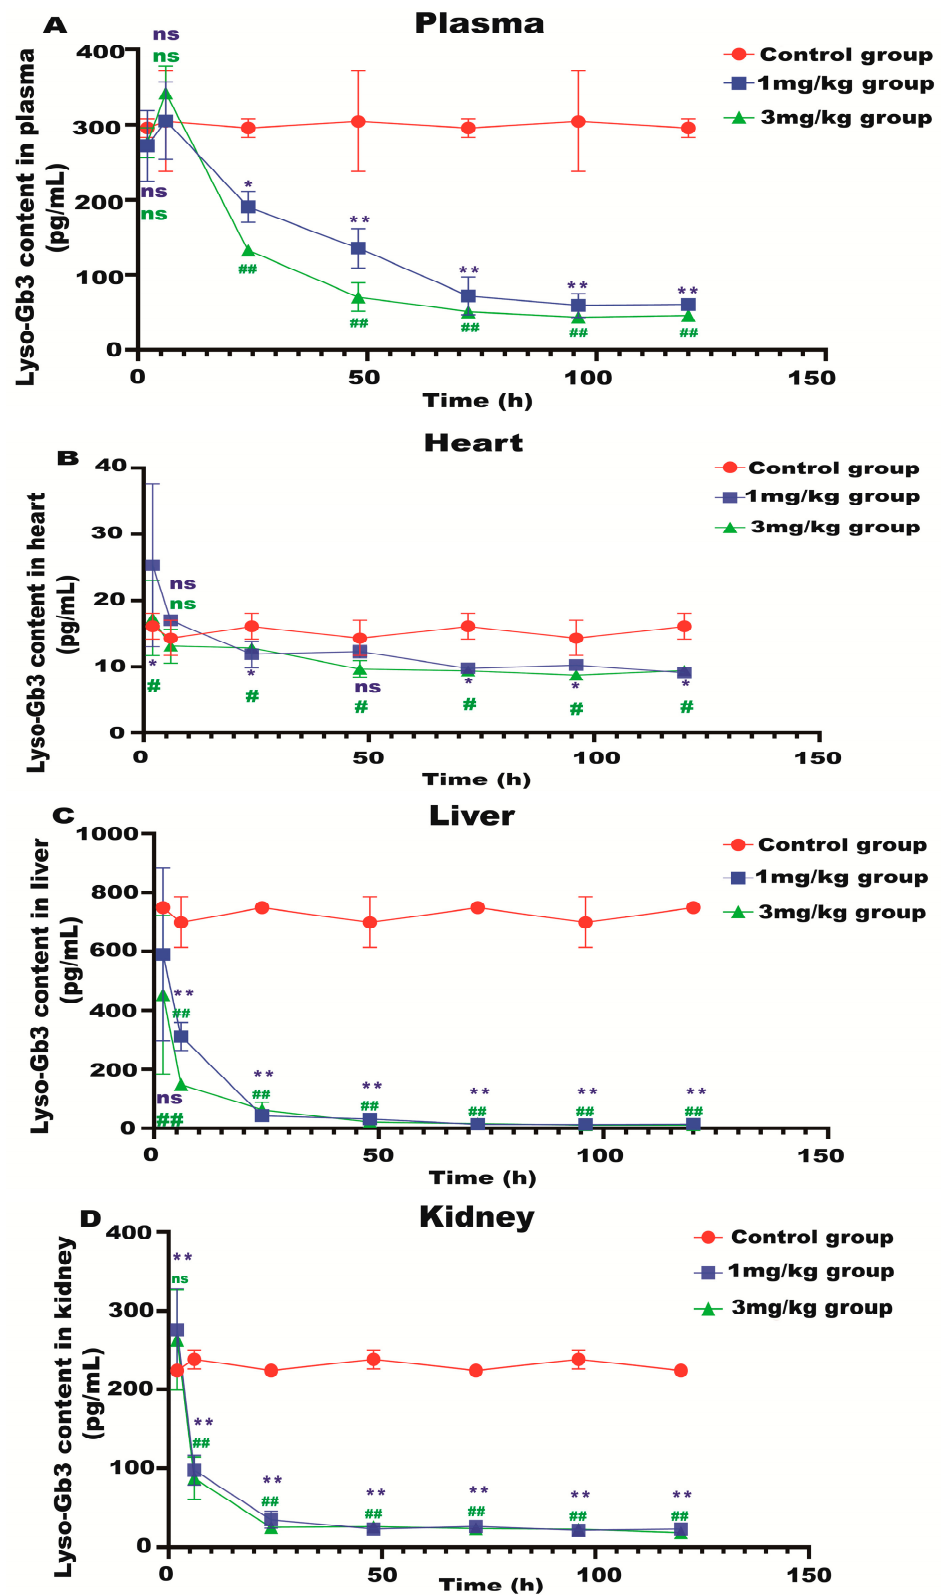 A
Plasma
Lyso-Gb3 content in plasma
(pg/mL)
400
300
200
100
0
ns
ns
ns
ns
*
##
**
##
**
##
**
##
**
##
Control group
1mg/kg group
3mg/kg group
0
50
100
150
Time (h)
B
Heart
Lyso-Gb3 content in heart
(pg/mL)
40
30
20
10
0
ns
ns
*
#
*
#
ns
#
*
#
*
#
*
#
Control group
1mg/kg group
3mg/kg group
0
50
100
150
Time (h)
C
Liver
Lyso-Gb3 content in liver
(pg/mL)
1000
800
600
400
200
0
ns
##
**
##
**
##
**
##
**
##
**
##
**
##
Control group
1mg/kg group
3mg/kg group
0
50
100
150
Time (h)
D
Kidney
Lyso-Gb3 content in kidney
(pg/mL)
400
300
200
100
0
**
ns
**
##
**
##
**
##
**
##
**
##
**
##
Control group
1mg/kg group
3mg/kg group
0
50
100
150
Time (h)